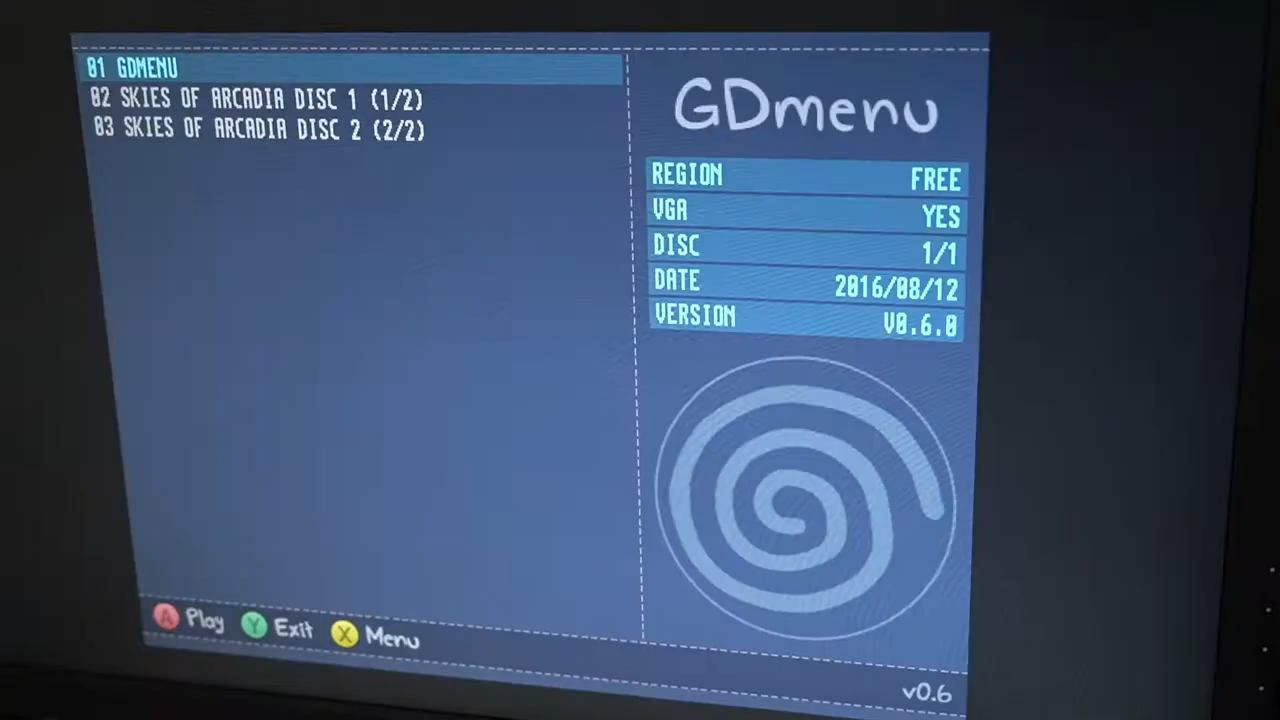 01 GDMENU
02 SKIES OF ARCADIA DISC 1 (1/2)
03 SKIES OF ARCADIA DISC 2 (2/2)
GDmenu
REGION FREE
VGA YES
DISC 1/1
DATE 2016/08/12
VERSION V0.6.0
A Play Y Exit X Menu
v0.6